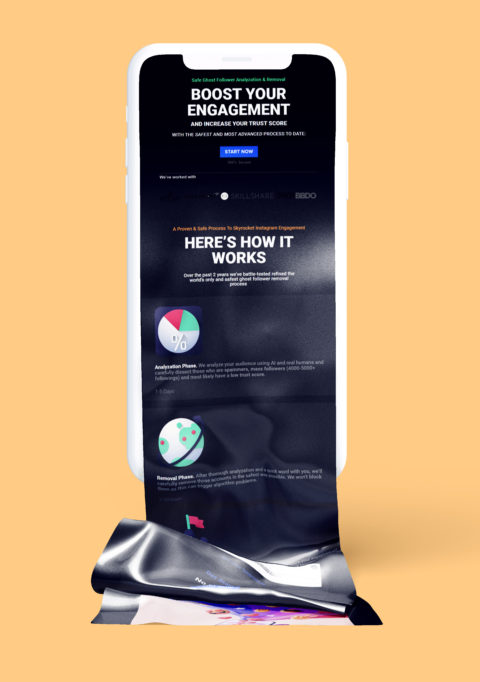 Safe Ghost Follower Analyzation & Removal
BOOST YOUR
ENGAGEMENT
AND INCREASE YOUR TRUST SCORE
WITH THE SAFEST and MOST ADVANCED PROCESS TO DATE:
START NOW
We've worked with
SKILLSHARE
BBDO
A Proven & Safe Process To Skyrocket Instagram Engagement
HERE'S HOW IT
WORKS
Over the past 2 years we've battle-tested refined the
world's only and safest ghost follower removal
process
%
Analyzation Phase. We analyze your audience using AI and real humans and
carefully dissect those who are spammers, mass followers (4000-5000+
followings) and most likely have a low trust score.
Days
Removal Phase. After thorough analyzation and a work with you, we'll
carefully remove those accounts in the safest way possible. We won't block
them as this can trigger algorithm problems.
No